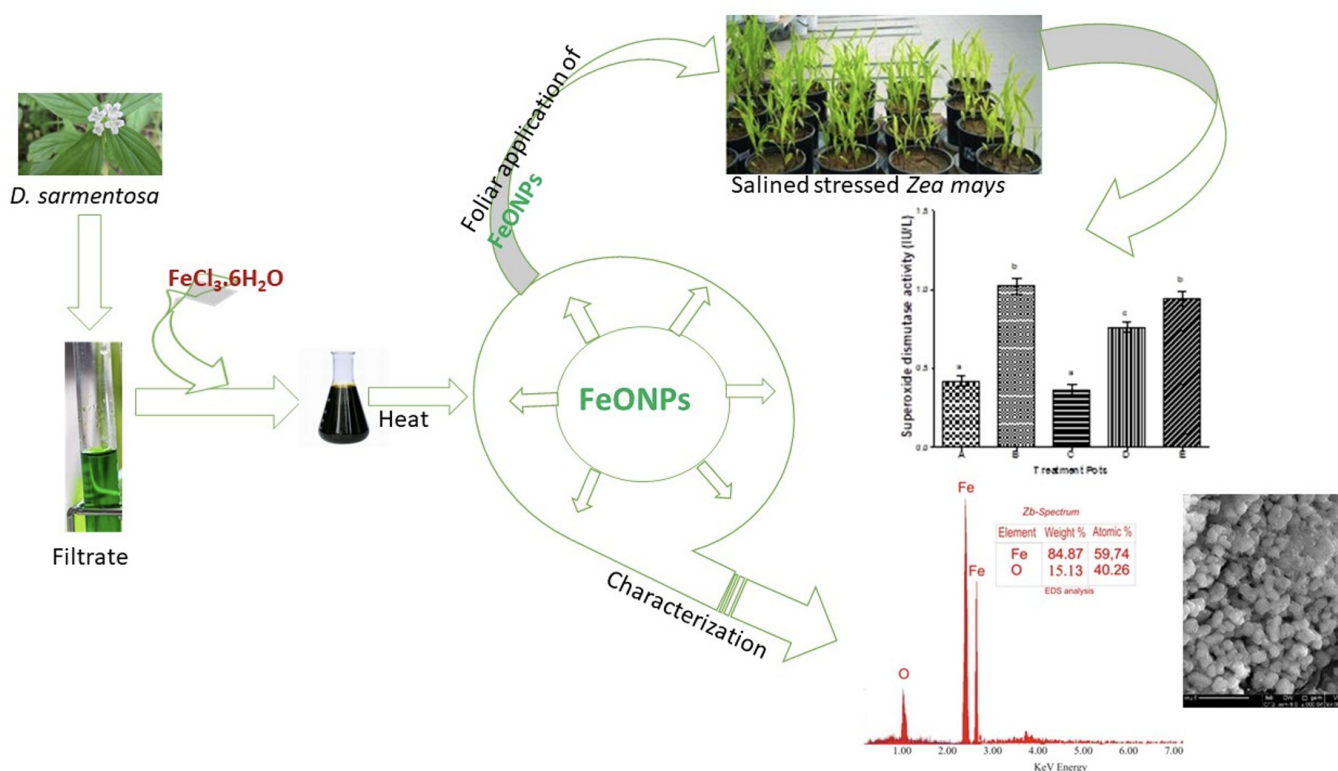 D. sarmentosa
FeCl₃.6H₂O
Filtrate
Heat
FeONPs
Foliar application of
FeONPs
Salined stressed Zea mays
Superoxide dismutase activity (IU/L)
1.5
1.0
0.5
0.0
a
b
a
c
b
A B C D E
Treatment Pots
Characterization
Fe
Fe
O
Zb-Spectrum
Element Weight % Atomic %
Fe 84.87 59,74
O 15.13 40.26
EDS analysis
1.00 2.00 3.00 4.00 5.00 6.00 7.00
KeV Energy